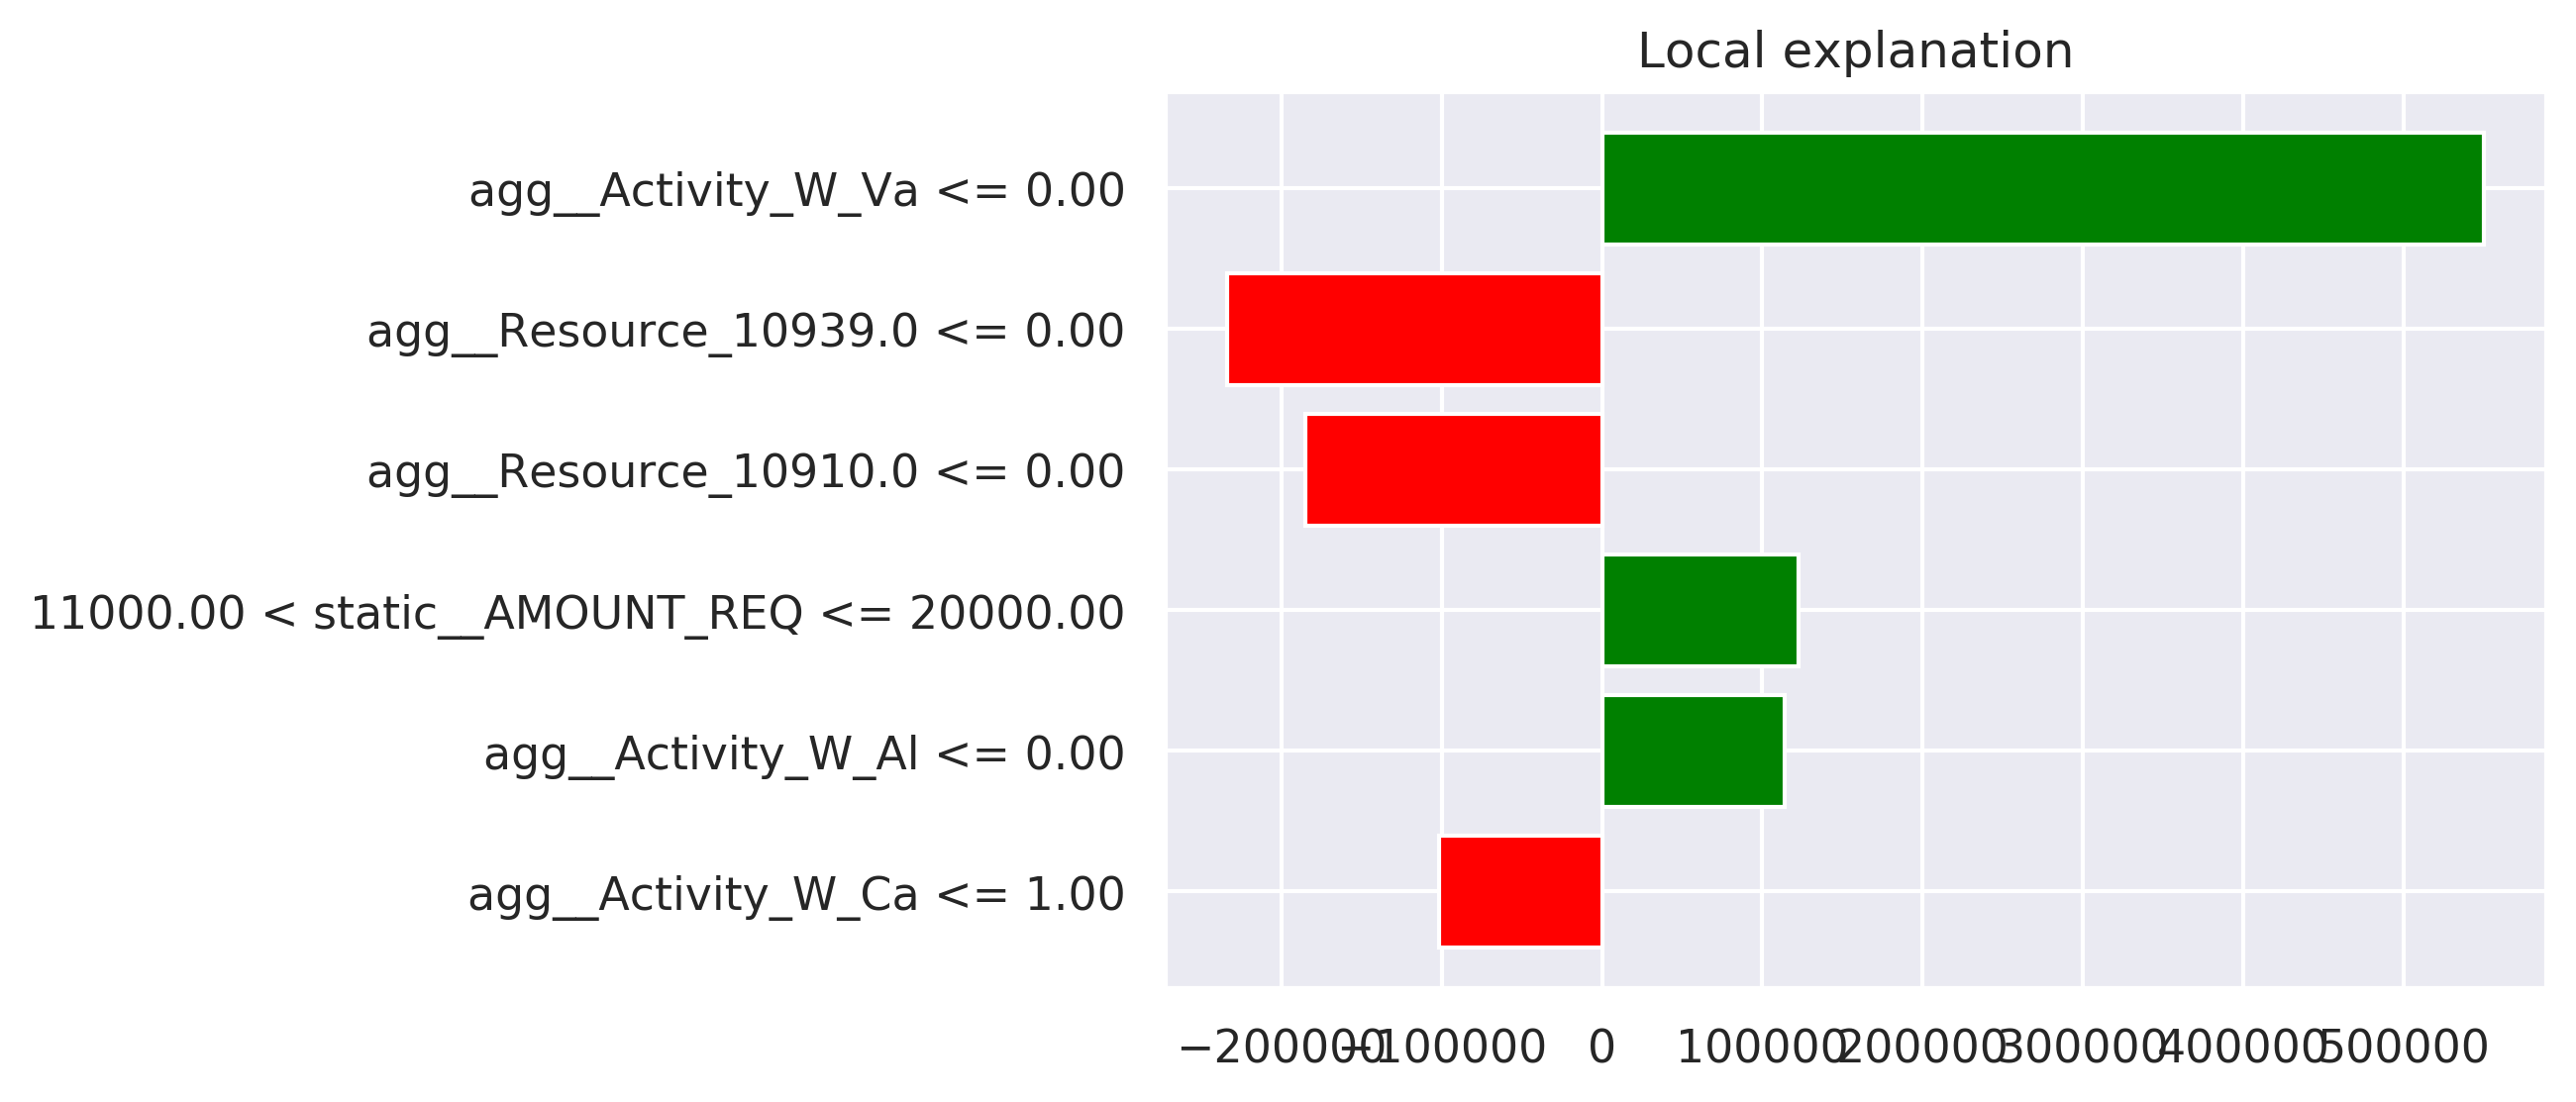 Local explanation
agg__Activity_W_Va <= 0.00
agg__Resource_10939.0 <= 0.00
agg__Resource_10910.0 <= 0.00
11000.00 < static__AMOUNT_REQ <= 20000.00
agg__Activity_W_Al <= 0.00
agg__Activity_W_Ca <= 1.00
−200000 −100000 0 100000 200000 300000 400000 500000